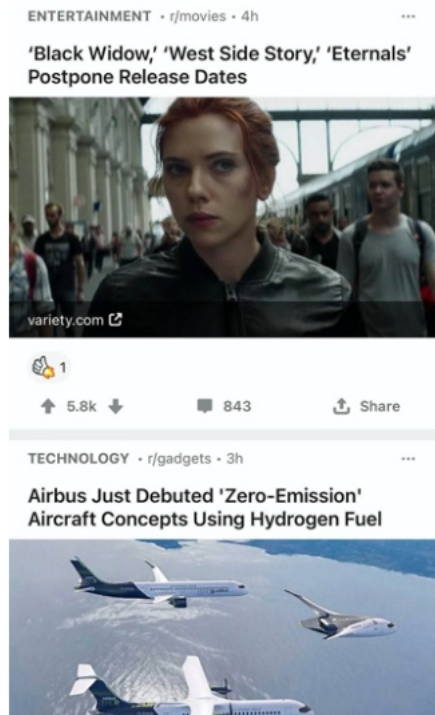 ENTERTAINMENT • r/movies • 4h
‘Black Widow,’ ‘West Side Story,’ ‘Eternals’
Postpone Release Dates
variety.com
1
5.8k
843
Share
TECHNOLOGY • r/gadgets • 3h
Airbus Just Debuted 'Zero-Emission'
Aircraft Concepts Using Hydrogen Fuel